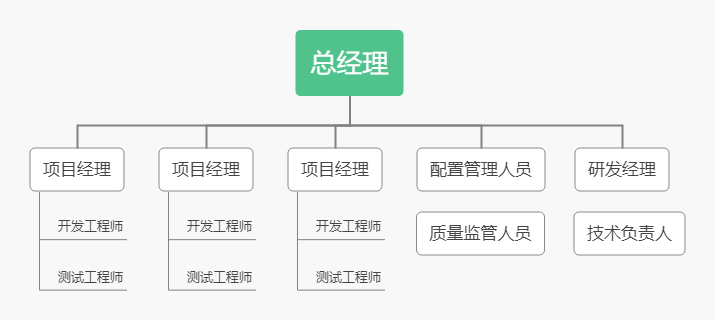 总经理
项目经理
项目经理
项目经理
配置管理人员
研发经理
开发工程师
开发工程师
开发工程师
质量监管人员
技术负责人
测试工程师
测试工程师
测试工程师